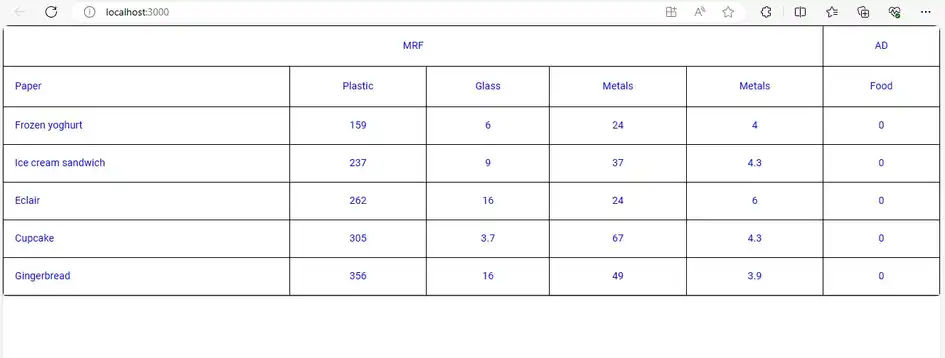 localhost:3000
MRF AD
Paper Plastic Glass Metals Metals Food
Frozen yoghurt 159 6 24 4 0
Ice cream sandwich 237 9 37 4.3 0
Eclair 262 16 24 6 0
Cupcake 305 3.7 67 4.3 0
Gingerbread 356 16 49 3.9 0